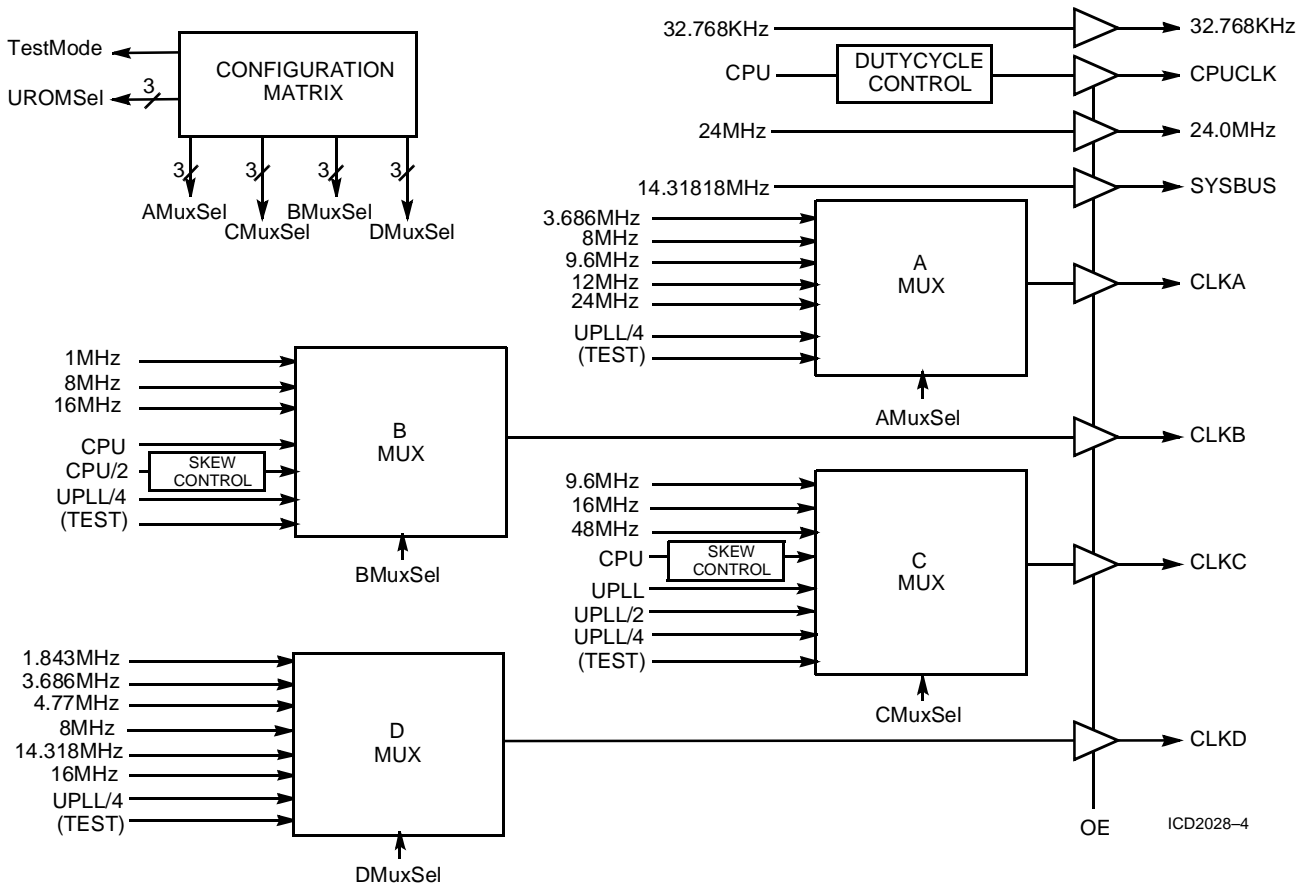 TestMode
UROMSel
3
CONFIGURATION
MATRIX
3
3
3
3
AMuxSel
CMuxSel
BMuxSel
DMuxSel
32.768KHz
32.768KHz
CPU
DUTYCYCLE
CONTROL
CPUCLK
24MHz
24.0MHz
14.31818MHz
SYSBUS
3.686MHz
8MHz
9.6MHz
12MHz
24MHz
UPLL/4
(TEST)
A
MUX
AMuxSel
CLKA
1MHz
8MHz
16MHz
CPU
CPU/2
SKEW
CONTROL
UPLL/4
(TEST)
B
MUX
BMuxSel
CLKB
9.6MHz
16MHz
48MHz
CPU
SKEW
CONTROL
UPLL
UPLL/2
UPLL/4
(TEST)
C
MUX
CMuxSel
CLKC
1.843MHz
3.686MHz
4.77MHz
8MHz
14.318MHz
16MHz
UPLL/4
(TEST)
D
MUX
DMuxSel
CLKD
OE
ICD2028–4